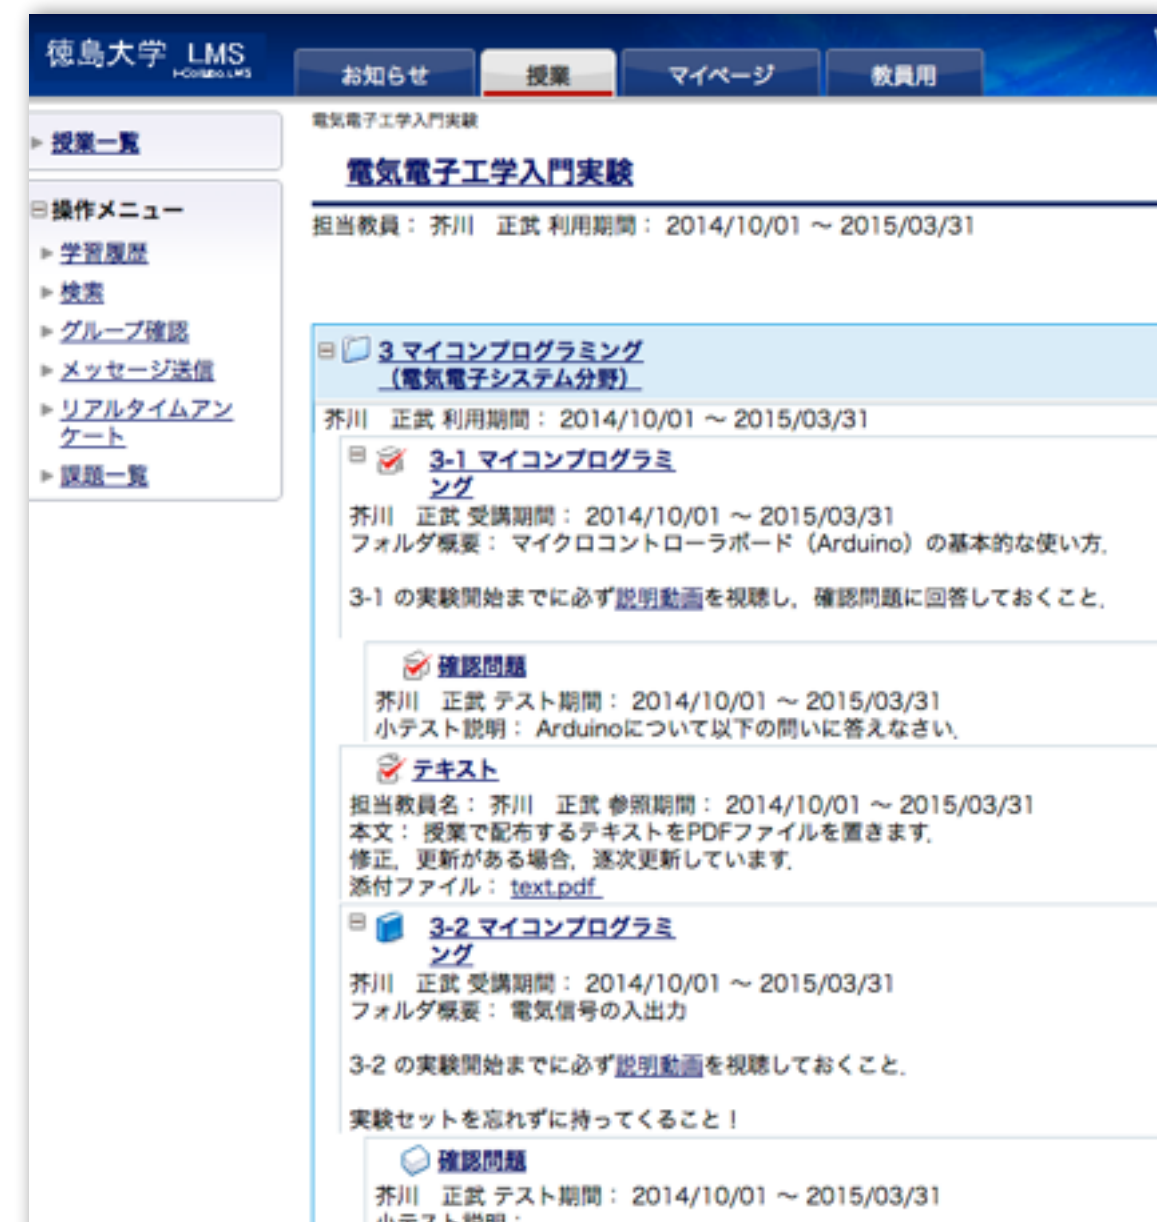 徳島大学 LMS
i-Collabo.LMS
お知らせ
授業
マイページ
教員用
授業一覧
操作メニュー
学習履歴
検索
グループ確認
メッセージ送信
リアルタイムアン
ケート
課題一覧
電気電子工学入門実験
電気電子工学入門実験
担当教員： 芥川　正武 利用期間： 2014/10/01 ～ 2015/03/31
3 マイコンプログラミング
（電気電子システム分野）
芥川　正武 利用期間： 2014/10/01 ～ 2015/03/31
3-1 マイコンプログラミ
ング
芥川　正武 受講期間： 2014/10/01 ～ 2015/03/31
フォルダ概要： マイクロコントローラボード（Arduino）の基本的な使い方．
3-1 の実験開始までに必ず説明動画を視聴し，確認問題に回答しておくこと．
確認問題
芥川　正武 テスト期間： 2014/10/01 ～ 2015/03/31
小テスト説明： Arduinoについて以下の問いに答えなさい．
テキスト
担当教員名： 芥川　正武 参照期間： 2014/10/01 ～ 2015/03/31
本文： 授業で配布するテキストをPDFファイルを置きます．
修正，更新がある場合，逐次更新しています．
添付ファイル： text.pdf
3-2 マイコンプログラミ
ング
芥川　正武 受講期間： 2014/10/01 ～ 2015/03/31
フォルダ概要： 電気信号の入出力
3-2 の実験開始までに必ず説明動画を視聴しておくこと．
実験セットを忘れずに持ってくること！
確認問題
芥川　正武 テスト期間： 2014/10/01 ～ 2015/03/31
小テスト説明：